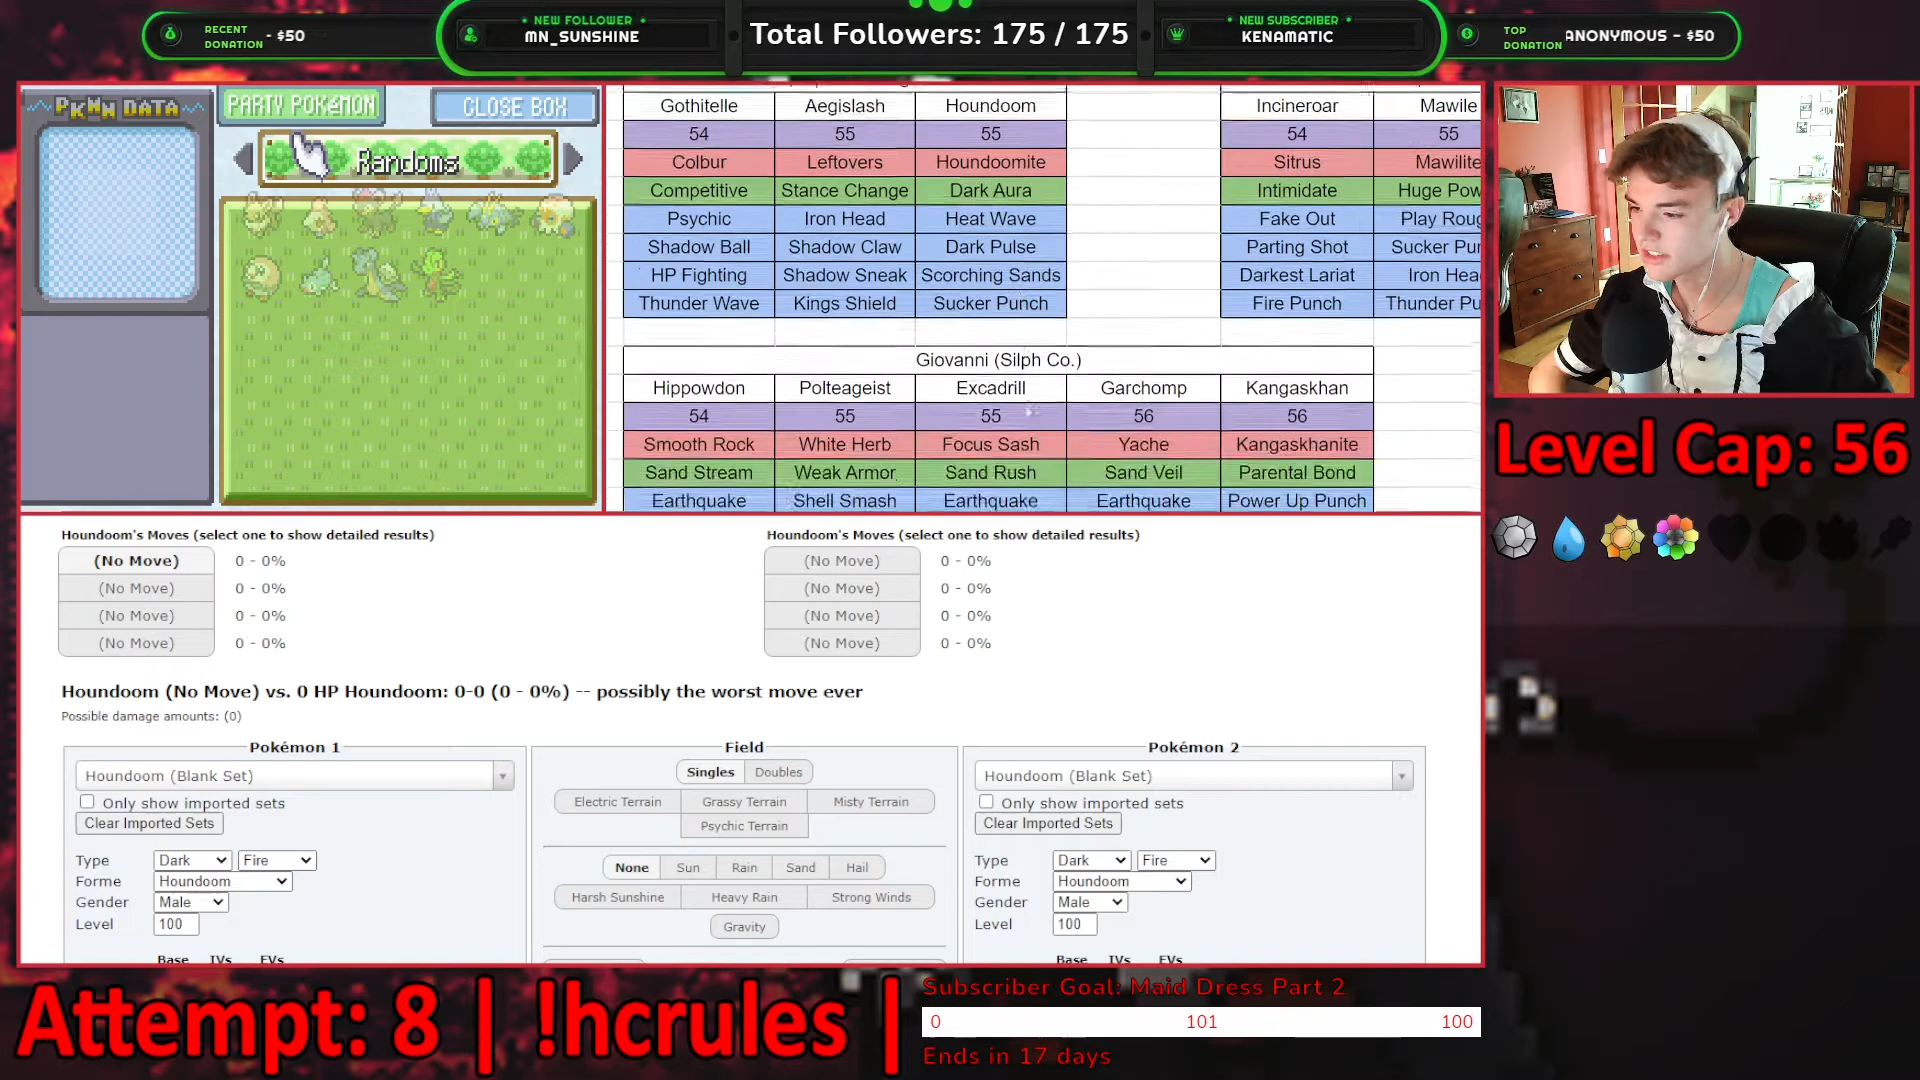 RECENT
DONATION - $50
NEW FOLLOWER
MN_SUNSHINE
Total Followers: 175 / 175
NEW SUBSCRIBER
KENAMATIC
TOP
DONATION ANONYMOUS - $50
PKMN DATA
PARTY POKéMON
CLOSE BOX
Randoms
Gothitelle Aegislash Houndoom Incineroar Mawile
54 55 55 54 55
Colbur Leftovers Houndoomite Sitrus Mawilite
Competitive Stance Change Dark Aura Intimidate Huge Pow
Psychic Iron Head Heat Wave Fake Out Play Roug
Shadow Ball Shadow Claw Dark Pulse Parting Shot Sucker Pun
HP Fighting Shadow Sneak Scorching Sands Darkest Lariat Iron Hea
Thunder Wave Kings Shield Sucker Punch Fire Punch Thunder Pu
Giovanni (Silph Co.)
Hippowdon Polteageist Excadrill Garchomp Kangaskhan
54 55 55 56 56
Smooth Rock White Herb Focus Sash Yache Kangaskhanite
Sand Stream Weak Armor Sand Rush Sand Veil Parental Bond
Earthquake Shell Smash Earthquake Earthquake Power Up Punch
Level Cap: 56
Houndoom's Moves (select one to show detailed results) Houndoom's Moves (select one to show detailed results)
(No Move) 0 - 0% (No Move) 0 - 0%
(No Move) 0 - 0% (No Move) 0 - 0%
(No Move) 0 - 0% (No Move) 0 - 0%
(No Move) 0 - 0% (No Move) 0 - 0%
Houndoom (No Move) vs. 0 HP Houndoom: 0-0 (0 - 0%) -- possibly the worst move ever
Possible damage amounts: (0)
Pokémon 1
Houndoom (Blank Set)
Only show imported sets
Clear Imported Sets
Type Dark Fire
Forme Houndoom
Gender Male
Level 100
Base IVs EVs
Field
Singles Doubles
Electric Terrain Grassy Terrain Misty Terrain
Psychic Terrain
None Sun Rain Sand Hail
Harsh Sunshine Heavy Rain Strong Winds
Gravity
Pokémon 2
Houndoom (Blank Set)
Only show imported sets
Clear Imported Sets
Type Dark Fire
Forme Houndoom
Gender Male
Level 100
Base IVs EVs
Attempt: 8 | !hcrules |
Subscriber Goal: Maid Dress Part 2
0 101 100
Ends in 17 days